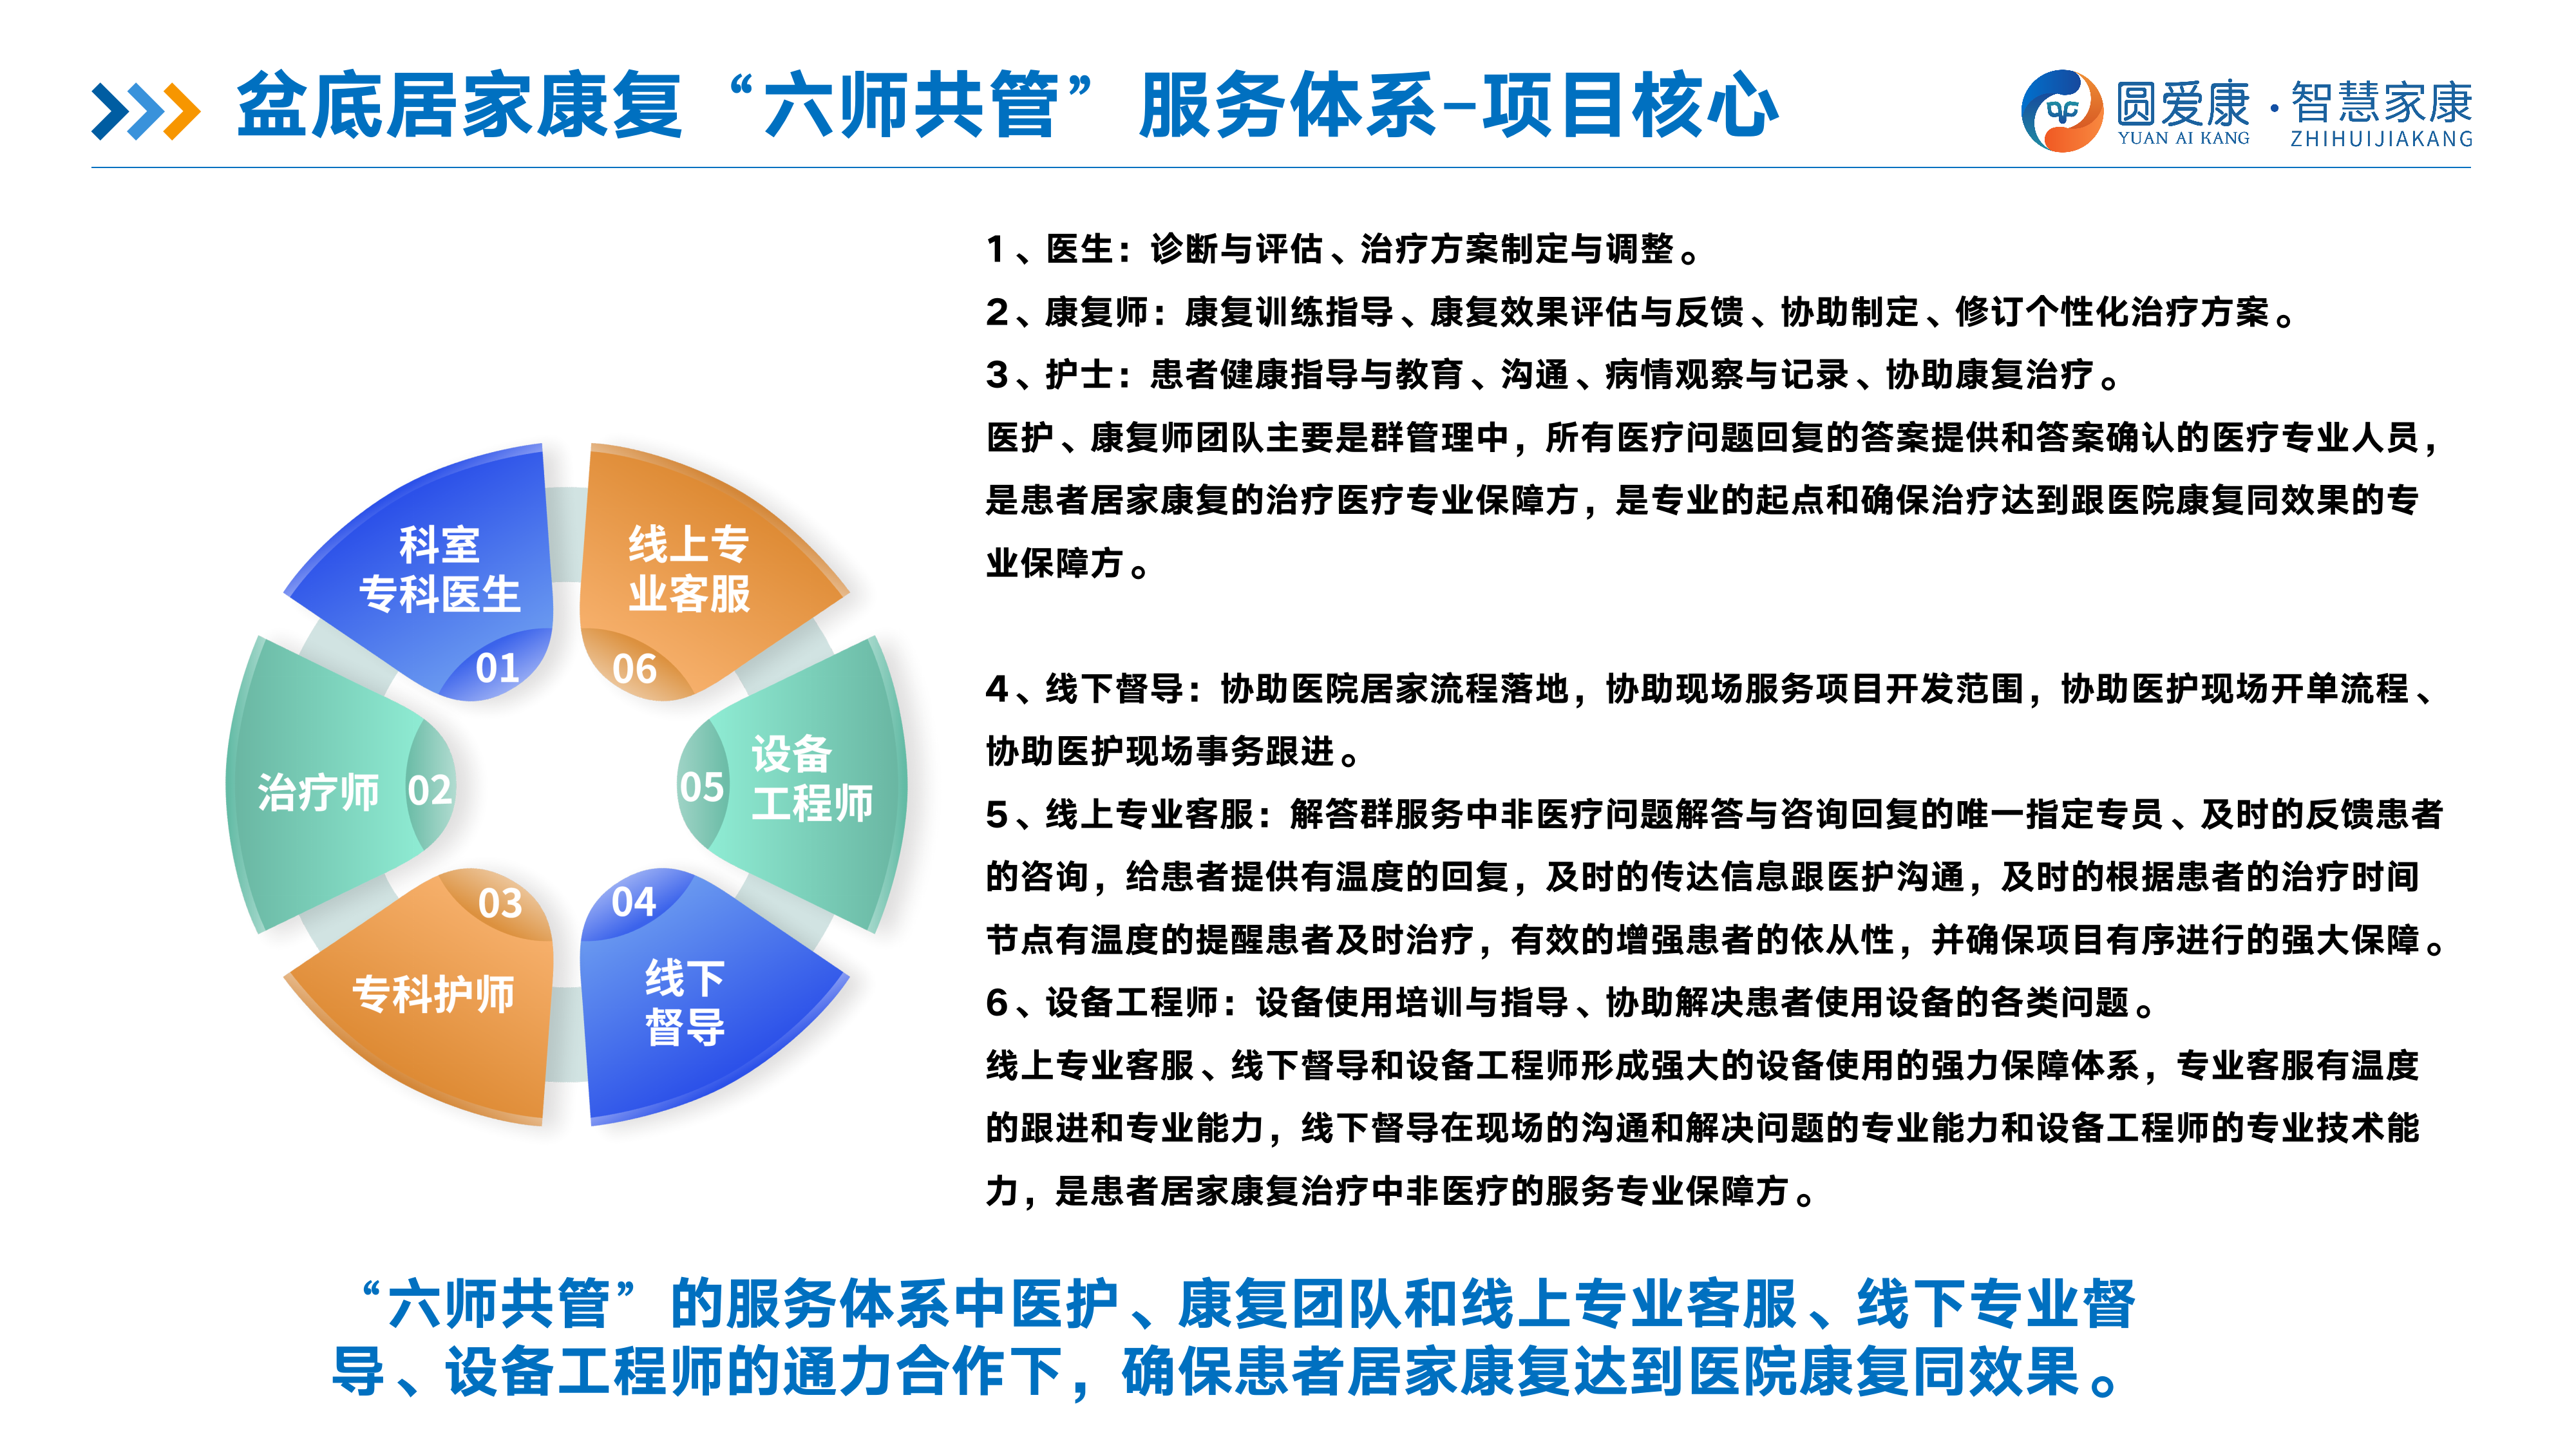 盆底居家康复“六师共管”服务体系-项目核心
圆爱康·智慧家康
YUAN AI KANG ZHIHUIJIAKANG
1、医生：诊断与评估、治疗方案制定与调整。
2、康复师：康复训练指导、康复效果评估与反馈、协助制定、修订个性化治疗方案。
3、护士：患者健康指导与教育、沟通、病情观察与记录、协助康复治疗。
医护、康复师团队主要是群管理中，所有医疗问题回复的答案提供和答案确认的医疗专业人员，
是患者居家康复的治疗医疗专业保障方，是专业的起点和确保治疗达到跟医院康复同效果的专
业保障方。
4、线下督导：协助医院居家流程落地，协助现场服务项目开发范围，协助医护现场开单流程、
协助医护现场事务跟进。
5、线上专业客服：解答群服务中非医疗问题解答与咨询回复的唯一指定专员、及时的反馈患者
的咨询，给患者提供有温度的回复，及时的传达信息跟医护沟通，及时的根据患者的治疗时间
节点有温度的提醒患者及时治疗，有效的增强患者的依从性，并确保项目有序进行的强大保障。
6、设备工程师：设备使用培训与指导、协助解决患者使用设备的各类问题。
线上专业客服、线下督导和设备工程师形成强大的设备使用的强力保障体系，专业客服有温度
的跟进和专业能力，线下督导在现场的沟通和解决问题的专业能力和设备工程师的专业技术能
力，是患者居家康复治疗中非医疗的服务专业保障方。
科室
专科医生
01
治疗师 02
03
专科护师
04
线下
督导
05
设备
工程师
线上专
业客服
06
“六师共管”的服务体系中医护、康复团队和线上专业客服、线下专业督
导、设备工程师的通力合作下，确保患者居家康复达到医院康复同效果。